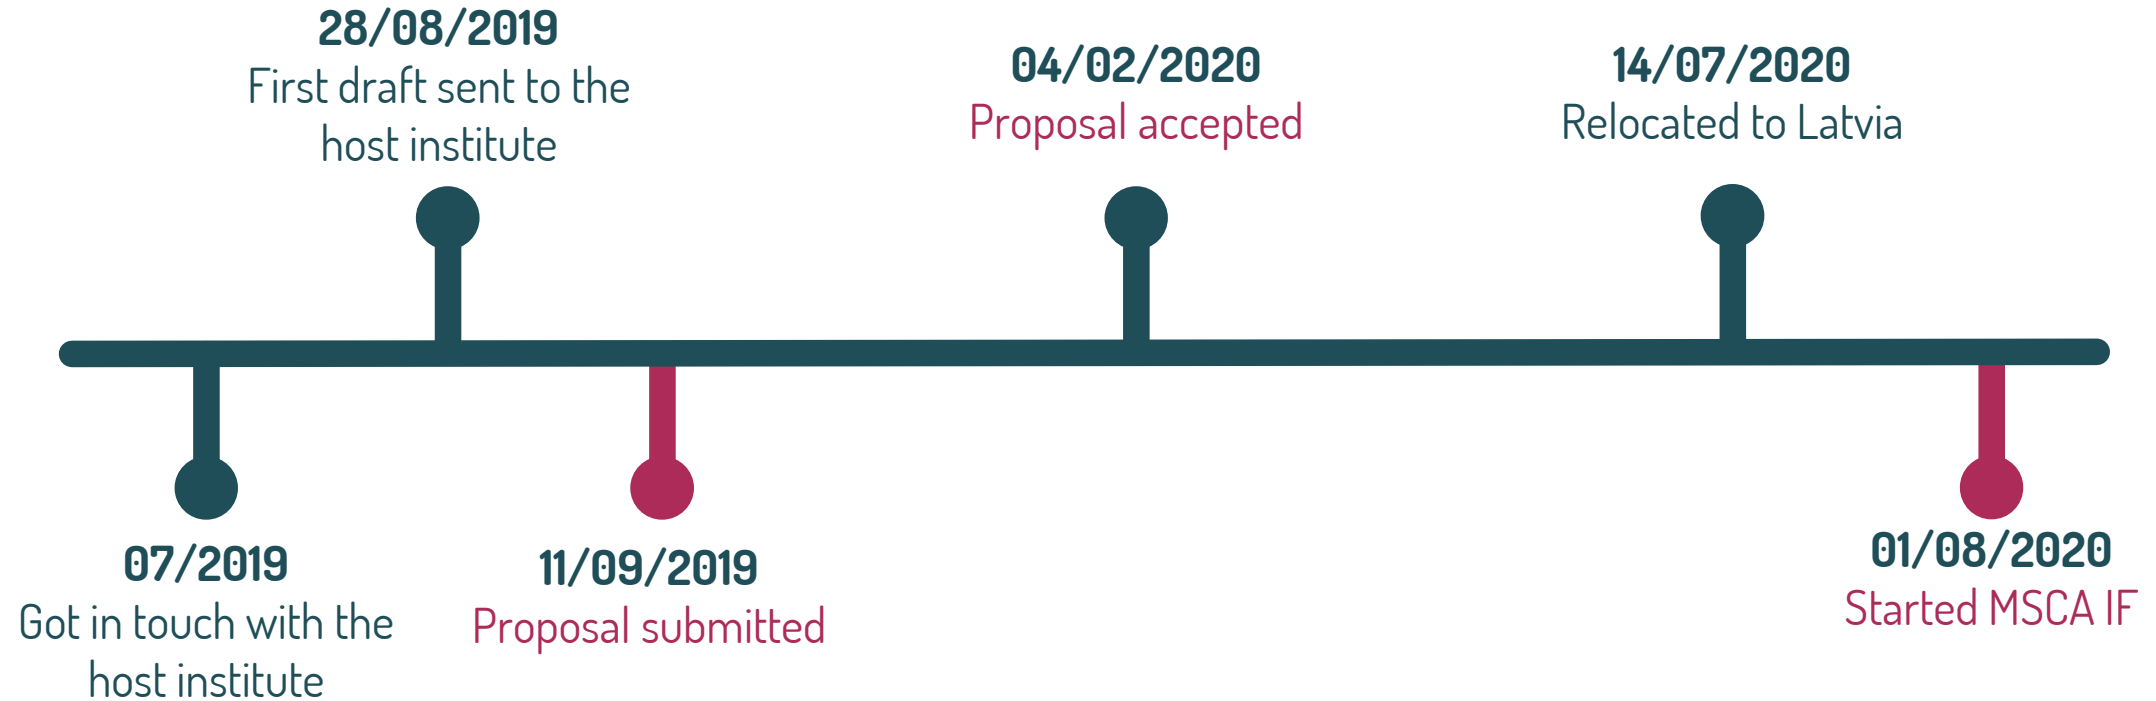 28/08/2019
First draft sent to the
host institute
04/02/2020
Proposal accepted
14/07/2020
Relocated to Latvia
07/2019
Got in touch with the
host institute
11/09/2019
Proposal submitted
01/08/2020
Started MSCA IF